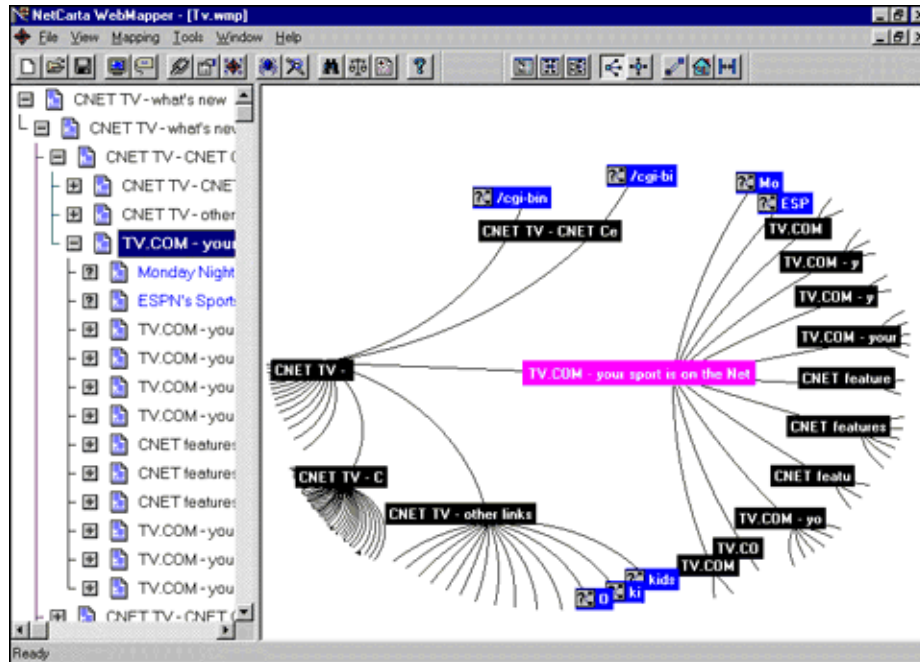 NetCarta WebMapper - [Tv.wmp]
File View Mapping Tools Window Help
CNET TV - what's new
CNET TV - what's nev
CNET TV - CNET C
CNET TV - CNE
CNET TV - other
TV.COM - your
Monday Night
ESPN's Sport
TV.COM - you
TV.COM - you
TV.COM - you
TV.COM - you
CNET features
CNET features
CNET features
TV.COM - you
TV.COM - you
TV.COM - you
CNET TV - CNET C
/cgi-bin
/cgi-bi
CNET TV - CNET Ce
Mo
ESP
TV.COM
TV.COM - y
TV.COM - y
TV.COM - your
CNET TV -
TV.COM - your sport is on the Net
CNET feature
CNET features
CNET featu
CNET TV - C
CNET TV - other links
TV.COM - yo
TV.CO
TV.COM
kids
ki
O
Ready